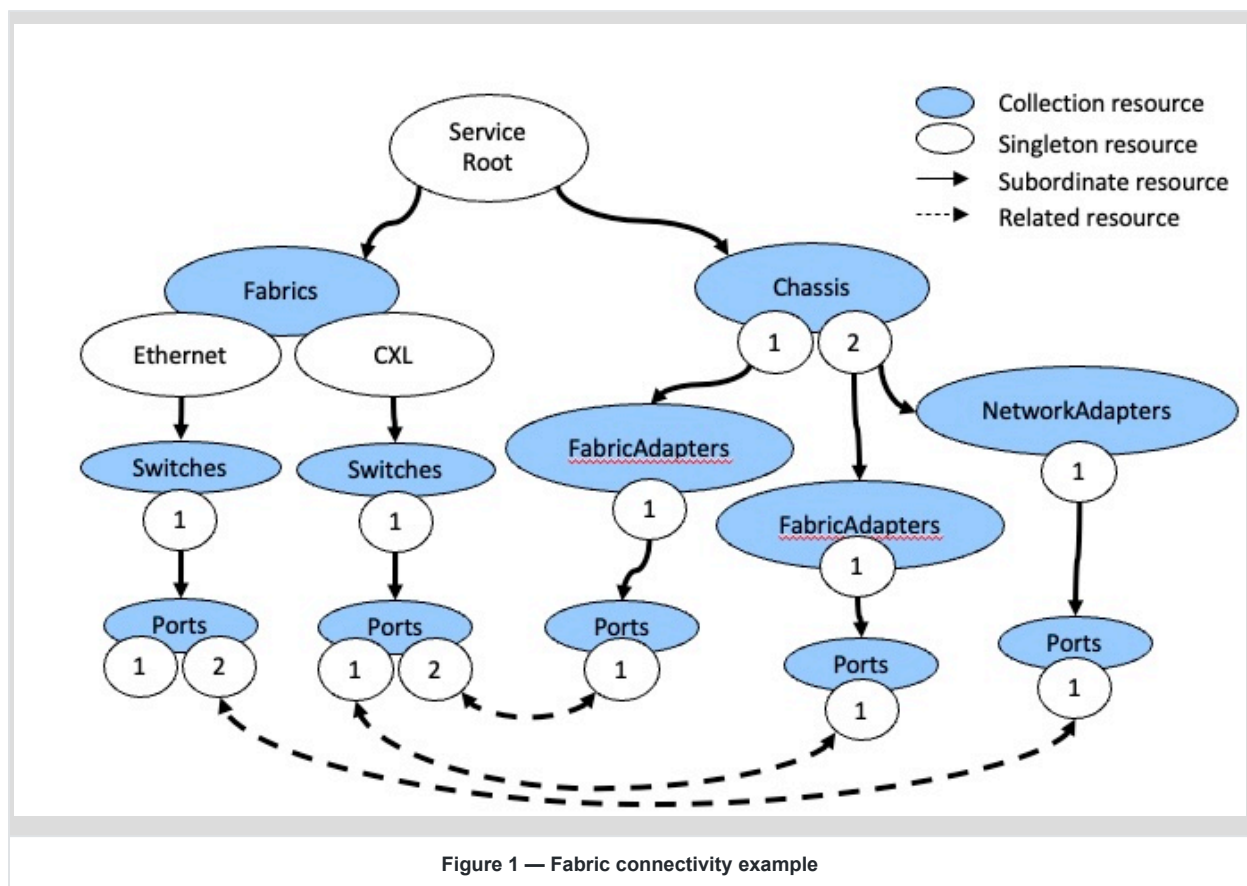 Service
Root
Collection resource
Singleton resource
Subordinate resource
Related resource
Fabrics
Chassis
Ethernet
CXL
1
2
NetworkAdapters
Switches
Switches
FabricAdapters
1
1
1
1
FabricAdapters
1
Ports
Ports
Ports
Ports
Ports
1
2
1
2
1
1
1
Figure 1 — Fabric connectivity example